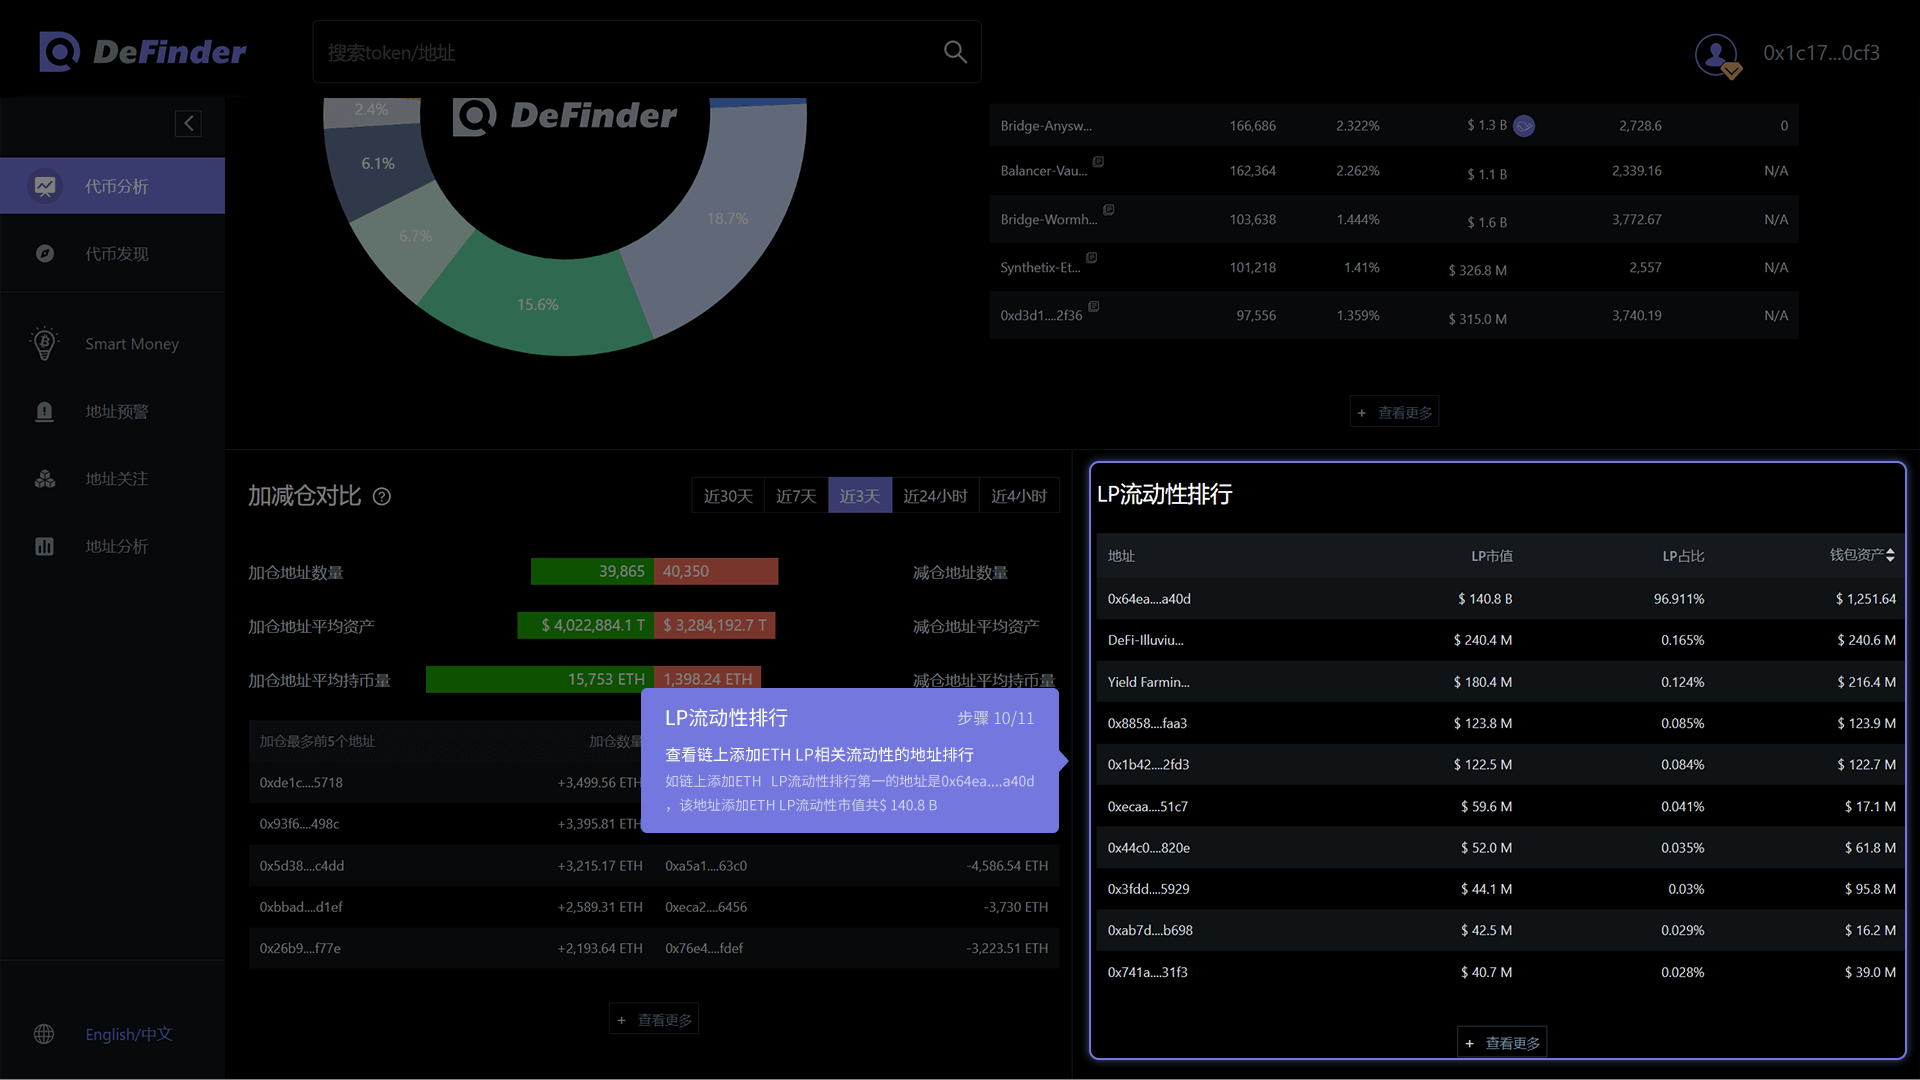 DeFinder
搜索token/地址
0x1c17...0cf3
代币分析
代币发现
Smart Money
地址预警
地址关注
地址分析
English/中文
DeFinder
2.4%
6.1%
6.7%
15.6%
18.7%
Bridge-Anysw... 166,686 2.322% $ 1.3 B 2,728.6 0
Balancer-Vau... 162,364 2.262% $ 1.1 B 2,339.16 N/A
Bridge-Wormh... 103,638 1.444% $ 1.6 B 3,772.67 N/A
Synthetix-Et... 101,218 1.41% $ 326.8 M 2,557 N/A
0xd3d1....2f36 97,556 1.359% $ 315.0 M 3,740.19 N/A
+ 查看更多
加减仓对比 ?
近30天 近7天 近3天 近24小时 近4小时
加仓地址数量 39,865 40,350 减仓地址数量
加仓地址平均资产 $ 4,022,884.1 T $ 3,284,192.7 T 减仓地址平均资产
加仓地址平均持币量 15,753 ETH 1,398.24 ETH 减仓地址平均持币量
加仓最多前5个地址 加仓数量
0xde1c....5718 +3,499.56 ETH
0x93f6....498c +3,395.81 ETH
0x5d38....c4dd +3,215.17 ETH 0xa5a1....63c0 -4,586.54 ETH
0xbbad....d1ef +2,589.31 ETH 0xeca2....6456 -3,730 ETH
0x26b9....f77e +2,193.64 ETH 0x76e4....fdef -3,223.51 ETH
+ 查看更多
LP流动性排行 步骤 10/11
查看链上添加ETH LP相关流动性的地址排行
如链上添加ETH LP流动性排行第一的地址是0x64ea....a40d
，该地址添加ETH LP流动性市值共$ 140.8 B
LP流动性排行
地址 LP市值 LP占比 钱包资产
0x64ea....a40d $ 140.8 B 96.911% $ 1,251.64
DeFi-Illuviu... $ 240.4 M 0.165% $ 240.6 M
Yield Farmin... $ 180.4 M 0.124% $ 216.4 M
0x8858....faa3 $ 123.8 M 0.085% $ 123.9 M
0x1b42....2fd3 $ 122.5 M 0.084% $ 122.7 M
0xecaa....51c7 $ 59.6 M 0.041% $ 17.1 M
0x44c0....820e $ 52.0 M 0.035% $ 61.8 M
0x3fdd....5929 $ 44.1 M 0.03% $ 95.8 M
0xab7d....b698 $ 42.5 M 0.029% $ 16.2 M
0x741a....31f3 $ 40.7 M 0.028% $ 39.0 M
+ 查看更多